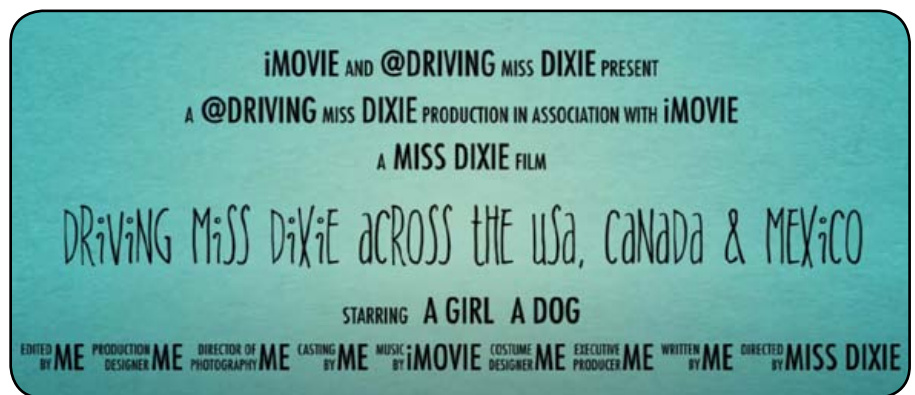 iMOVIE AND @DRIVING MISS DIXIE PRESENT
A @DRIVING MISS DIXIE PRODUCTION IN ASSOCIATION WITH iMOVIE
A MISS DIXIE FILM
DRiViNG MiSS DiXiE aCROSS tHE USa, CaNaDa & MEXiCO
STARRING A GIRL A DOG
EDITED BY ME PRODUCTION DESIGNER ME DIRECTOR OF PHOTOGRAPHY ME CASTING BY ME MUSIC BY iMOVIE COSTUME DESIGNER ME EXECUTIVE PRODUCER ME WRITTEN BY ME DIRECTED BY MISS DIXIE